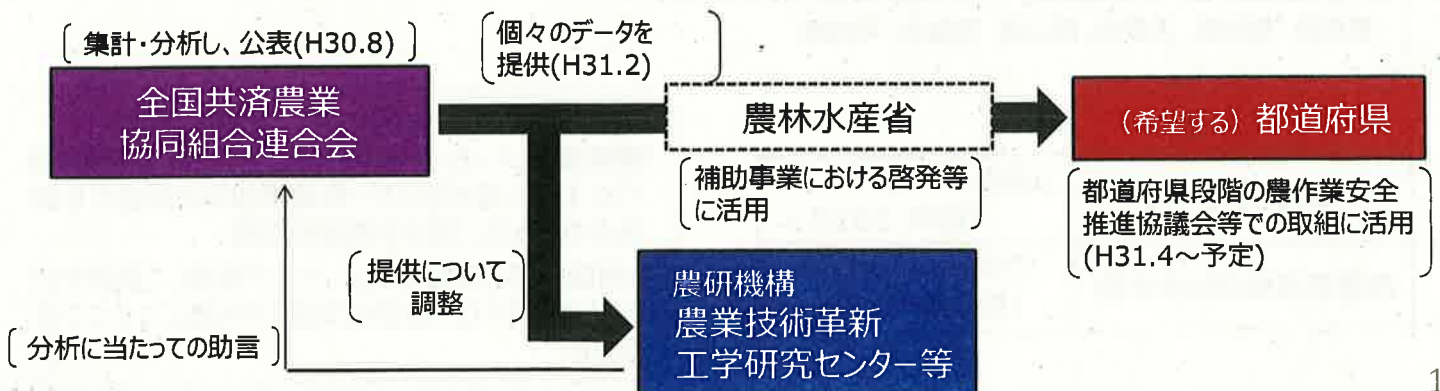 集計・分析し、公表(H30.8)
個々のデータを
提供(H31.2)
全国共済農業
協同組合連合会
農林水産省
(希望する) 都道府県
補助事業における啓発等
に活用
都道府県段階の農作業安全
推進協議会等での取組に活用
(H31.4～予定)
提供について
調整
農研機構
農業技術革新
工学研究センター等
分析に当たっての助言
1